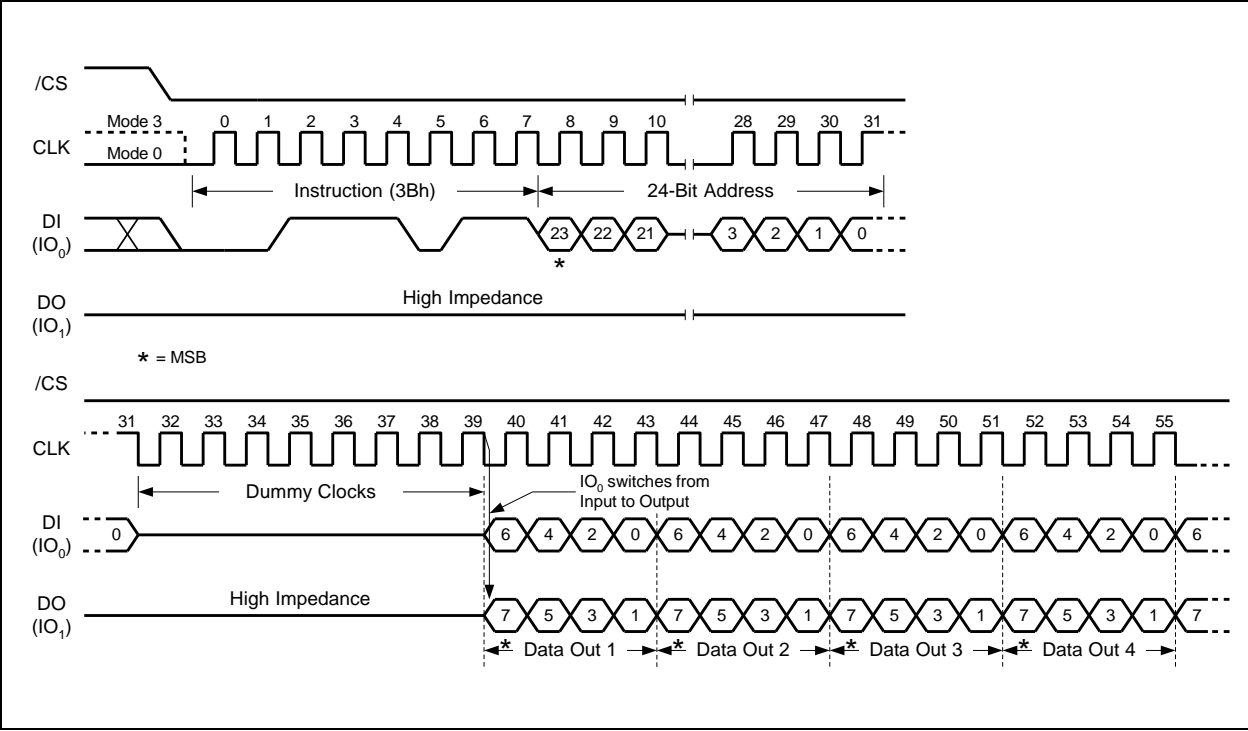 /CS
Mode 3 0 1 2 3 4 5 6 7 8 9 10 28 29 30 31
CLK
Mode 0
Instruction (3Bh) 24-Bit Address
DI
(IO0) 23 22 21 3 2 1 0
*
High Impedance
DO
(IO1)
* = MSB
/CS
31 32 33 34 35 36 37 38 39 40 41 42 43 44 45 46 47 48 49 50 51 52 53 54 55
CLK
Dummy Clocks
IO0 switches from
Input to Output
DI
(IO0) 0 6 4 2 0 6 4 2 0 6 4 2 0 6 4 2 0 6
High Impedance
DO
(IO1) 7 5 3 1 7 5 3 1 7 5 3 1 7 5 3 1 7
* Data Out 1 * Data Out 2 * Data Out 3 * Data Out 4